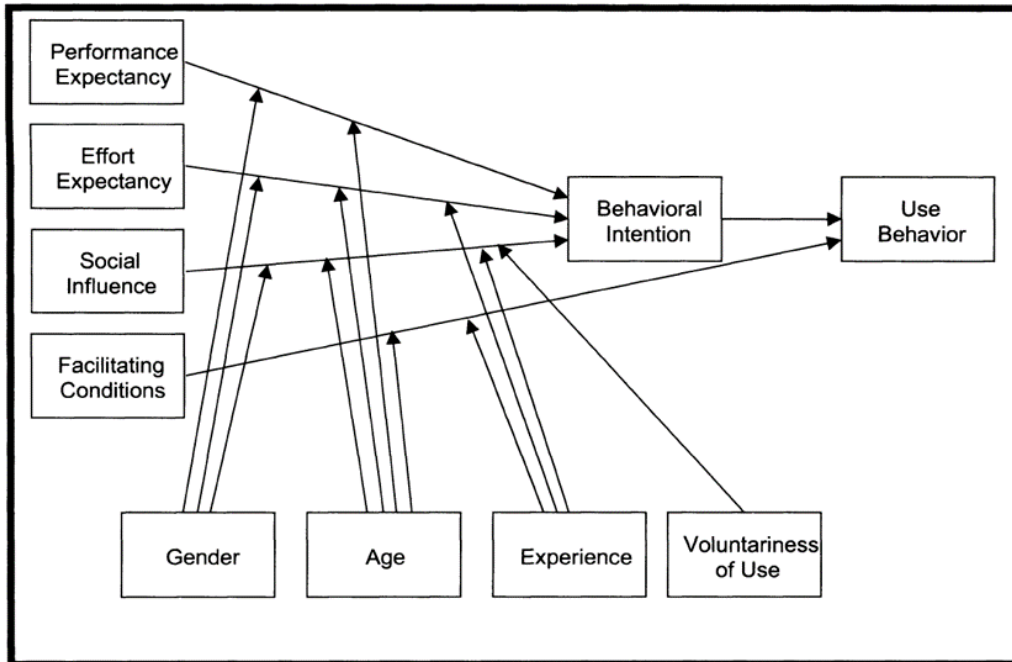 Performance
Expectancy
Effort
Expectancy
Social
Influence
Facilitating
Conditions
Behavioral
Intention
Use
Behavior
Gender
Age
Experience
Voluntariness
of Use